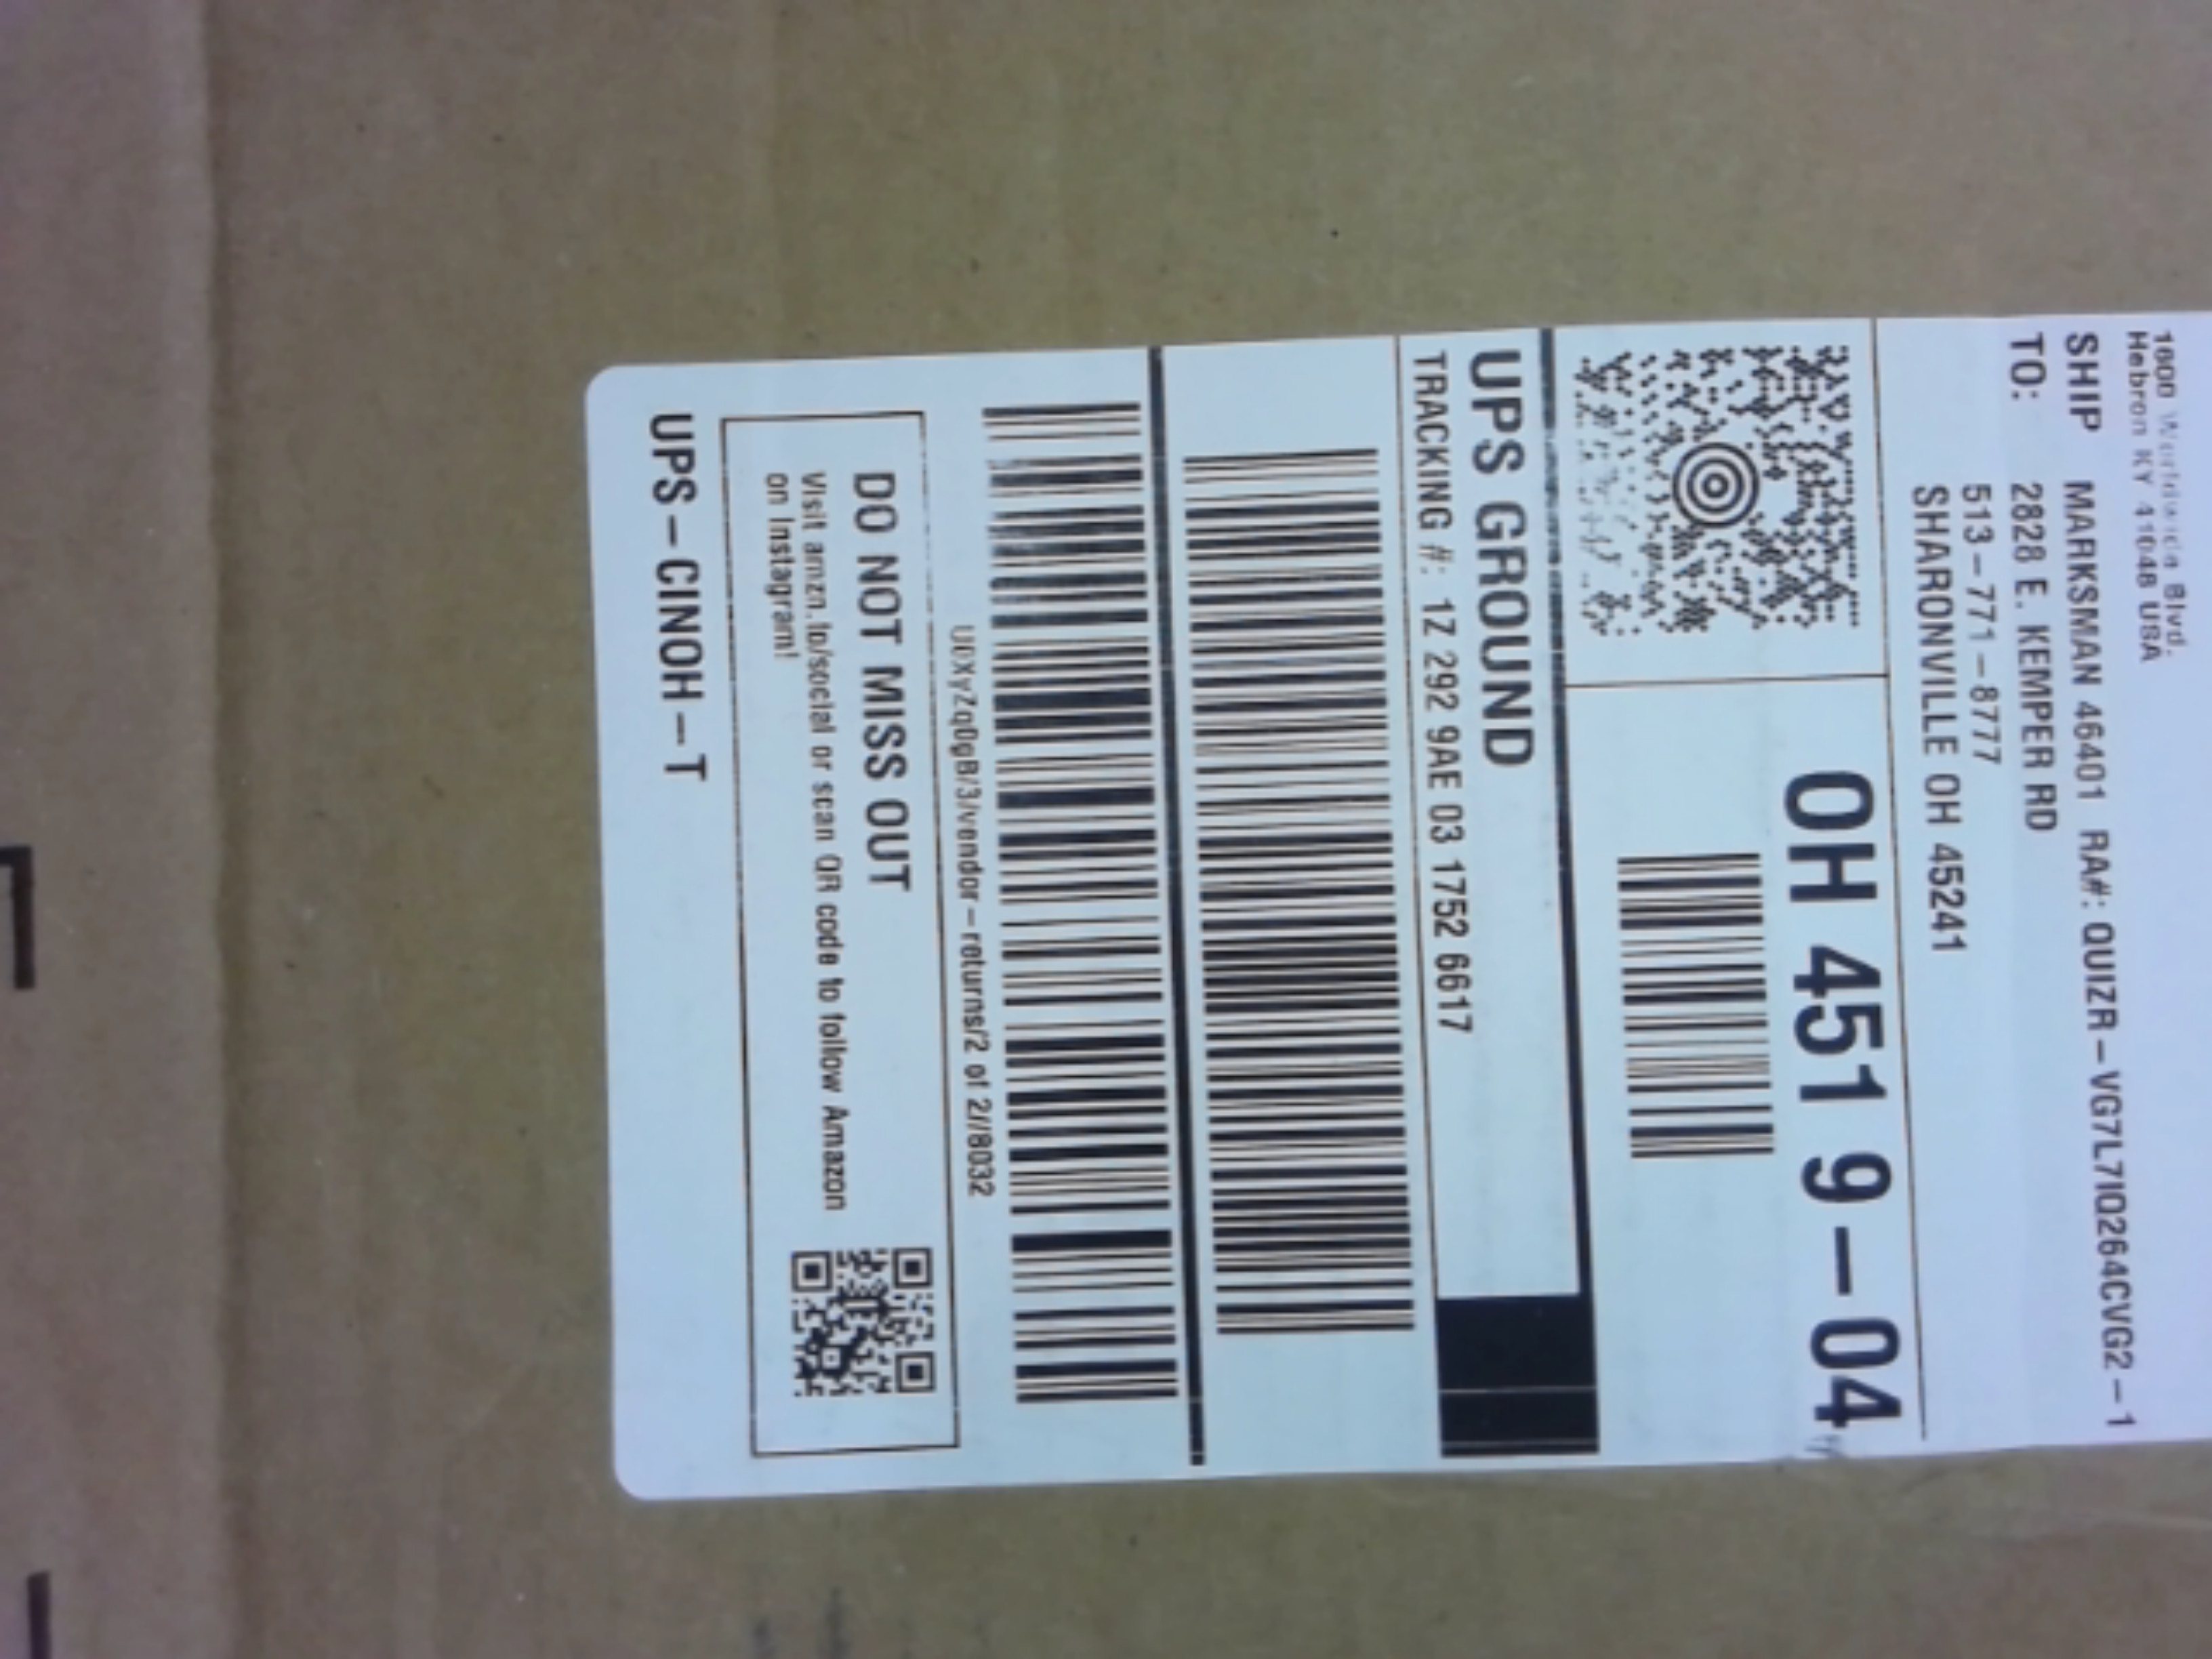 1600 Worldwide Blvd.
Hebron KY 41048 USA
SHIP MARKSMAN 46401 RA#: QUIZR-VG7L7IQ264CVG2-1
TO: 2828 E. KEMPER RD
513-771-8777
SHARONVILLE OH 45241
OH 451 9-04
UPS GROUND
TRACKING #: 1Z 292 9AE 03 1752 6617
U0XyZq0gB/3/vendor-returns/2 of 2//8032
DO NOT MISS OUT
Visit amzn.to/social or scan QR code to follow Amazon
on Instagram!
UPS-CINOH-T